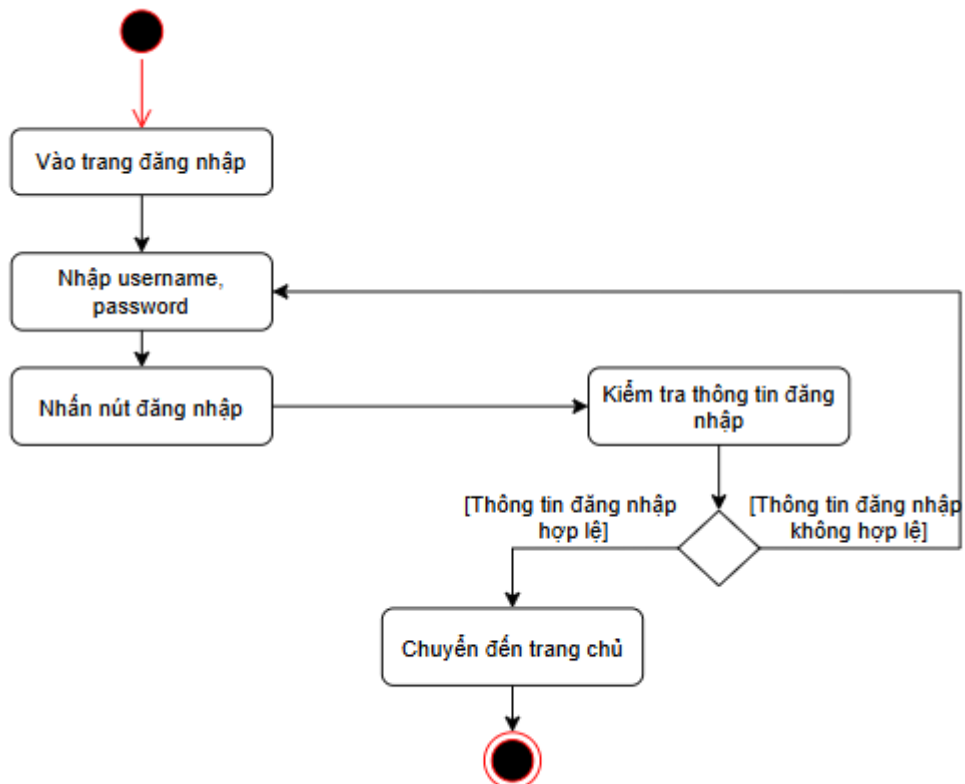 Vào trang đăng nhập
Nhập username,
password
Nhấn nút đăng nhập
Kiểm tra thông tin đăng
nhập
[Thông tin đăng nhập
hợp lệ]
[Thông tin đăng nhập
không hợp lệ]
Chuyển đến trang chủ